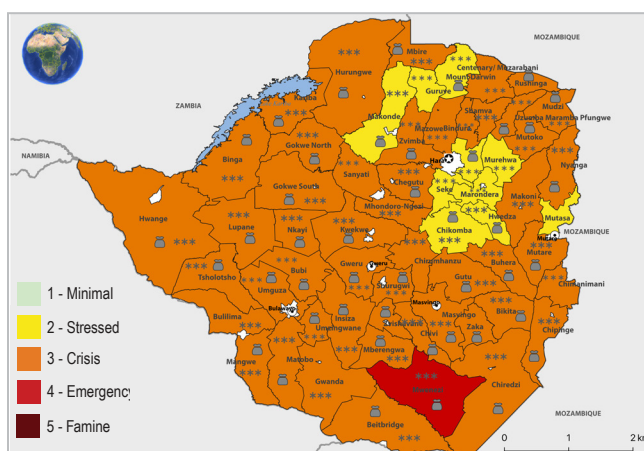 MOZAMBIQUE
Mbire
Centenary/ Muzarabani
Hurungwe
Mount Darwin
Rushinga
Guruve
Kariba
ZAMBIA
Mudzi
Shamva
Makonde
Uzumba Maramba Pfungwe
Mazowe
Bindura
Mutoko
Zvimba
Gokwe North
NAMIBIA
Binga
Murehwa
Nyanga
Sanyati
Chegutu
Seke
Gokwe South
Marondera
Makoni
Mhondoro-Ngezi
Hwedza
Hwange
Mutasa
Lupane
Nkayi
Kwekwe
Chikomba
MOZAMBIQUE
Mutare
Chirumhanzu
Buhera
Gweru
Tsholotsho
Bubi
Gutu
Chimanimani
Umguza
Shurugwi
1 - Minimal
Masvingo
Bulawayo
Insiza
Masvingo
Bikita
Bulilima
Umzingwane
Zvishavane
Zaka
Chipinge
2 - Stressed
Chivi
Mberengwa
Mangwe
Matobo
3 - Crisis
Chiredzi
Gwanda
4 - Emergency
MOZAMBIQUE
Beitbridge
5 - Famine
0 1 2 k